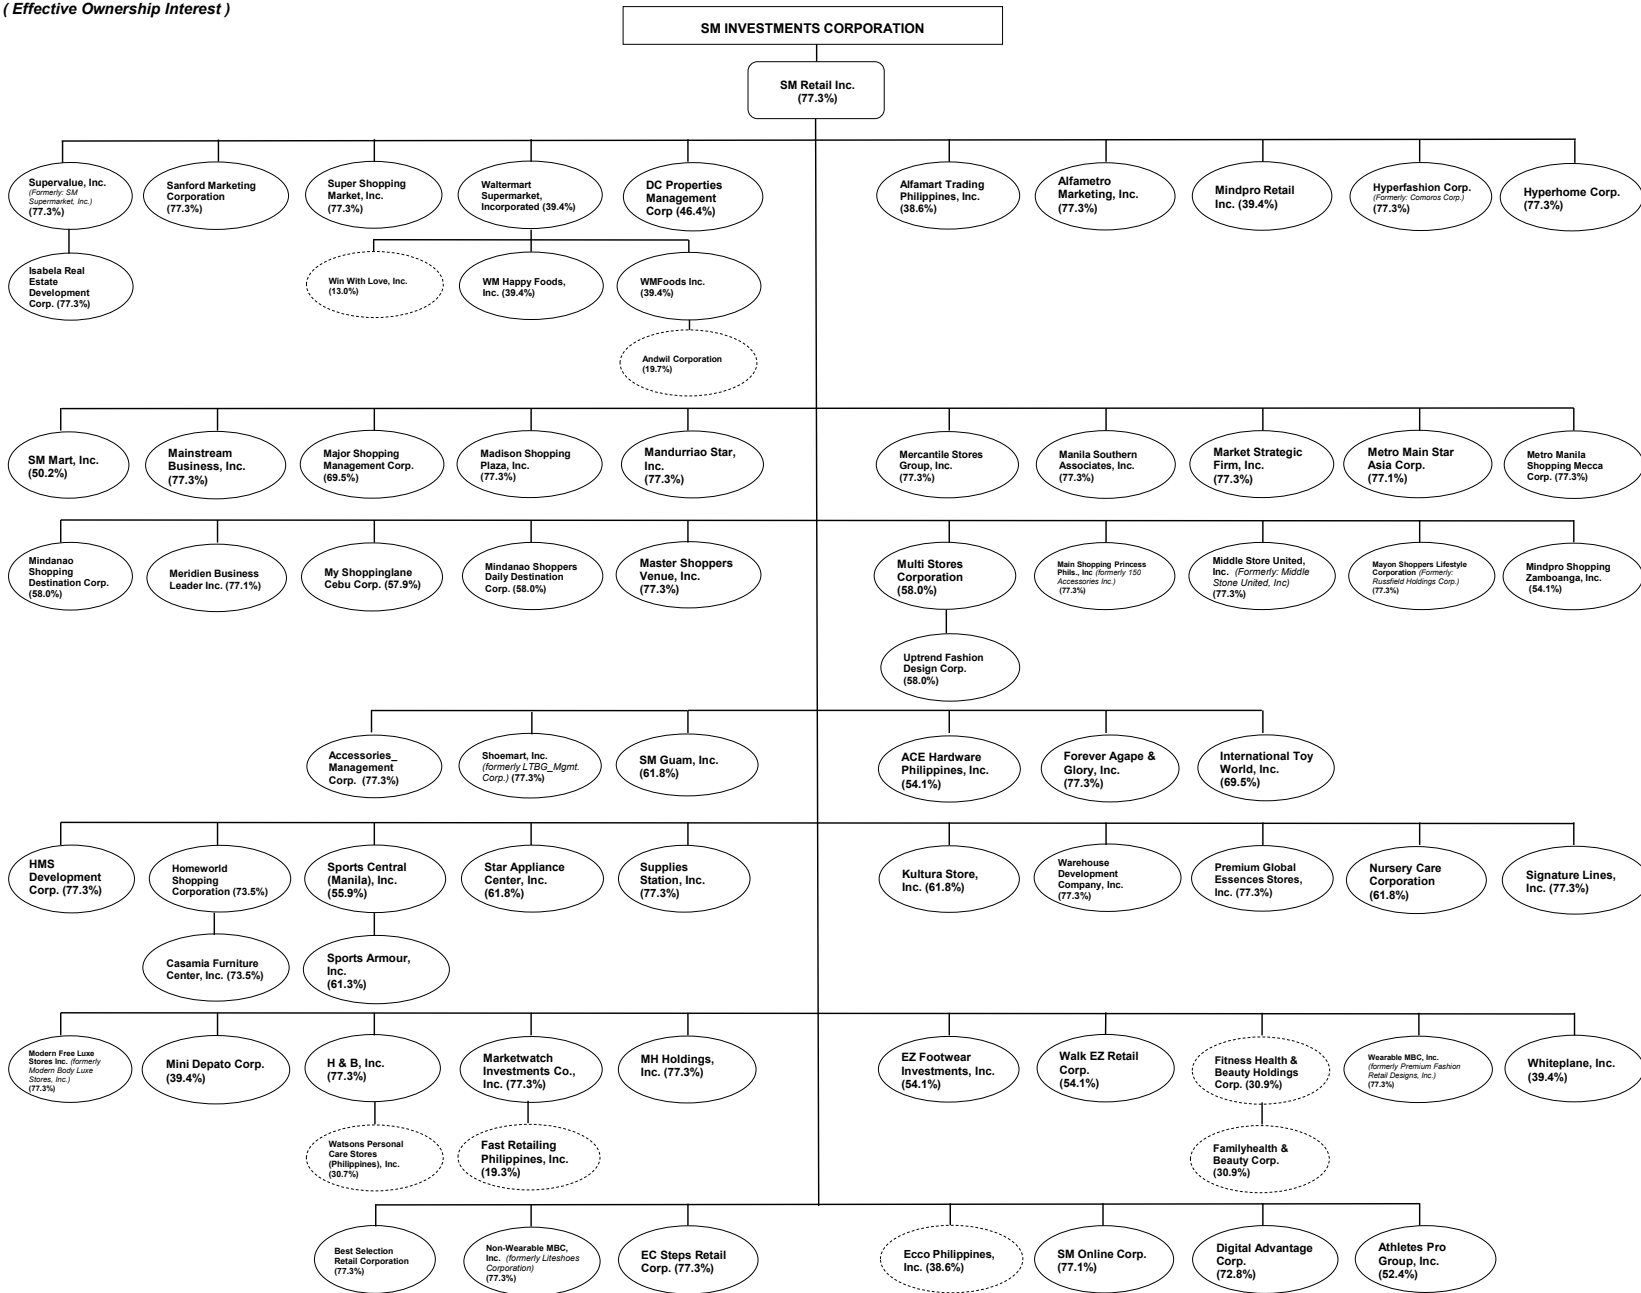 ( Effective Ownership Interest )
SM INVESTMENTS CORPORATION
SM Retail Inc.
(77.3%)
Supervalue, Inc.
(Formerly: SM
Supermarket, Inc.)
(77.3%)
Sanford Marketing
Corporation
(77.3%)
Super Shopping
Market, Inc.
(77.3%)
Waltermart
Supermarket,
Incorporated (39.4%)
DC Properties
Management
Corp (46.4%)
Alfamart Trading
Philippines, Inc.
(38.6%)
Alfametro
Marketing, Inc.
(77.3%)
Mindpro Retail
Inc. (39.4%)
Hyperfashion Corp.
(Formerly: Comoros Corp.)
(77.3%)
Hyperhome Corp.
(77.3%)
Isabela Real
Estate
Development
Corp. (77.3%)
Win With Love, Inc.
(13.0%)
WM Happy Foods,
Inc. (39.4%)
WMFoods Inc.
(39.4%)
Andwil Corporation
(19.7%)
SM Mart, Inc.
(50.2%)
Mainstream
Business, Inc.
(77.3%)
Major Shopping
Management Corp.
(69.5%)
Madison Shopping
Plaza, Inc.
(77.3%)
Mandurriao Star,
Inc.
(77.3%)
Mercantile Stores
Group, Inc.
(77.3%)
Manila Southern
Associates, Inc.
(77.3%)
Market Strategic
Firm, Inc.
(77.3%)
Metro Main Star
Asia Corp.
(77.1%)
Metro Manila
Shopping Mecca
Corp. (77.3%)
Mindanao
Shopping
Destination Corp.
(58.0%)
Meridien Business
Leader Inc. (77.1%)
My Shoppinglane
Cebu Corp. (57.9%)
Mindanao Shoppers
Daily Destination
Corp. (58.0%)
Master Shoppers
Venue, Inc.
(77.3%)
Multi Stores
Corporation
(58.0%)
Main Shopping Princess
Phils., Inc (formerly 150
Accessories Inc.)
(77.3%)
Middle Store United,
Inc. (Formerly: Middle
Stone United, Inc)
(77.3%)
Mayon Shoppers Lifestyle
Corporation (Formerly:
Russfield Holdings Corp.)
(77.3%)
Mindpro Shopping
Zamboanga, Inc.
(54.1%)
Uptrend Fashion
Design Corp.
(58.0%)
Accessories_
Management
Corp. (77.3%)
Shoemart, Inc.
(formerly LTBG_Mgmt.
Corp.) (77.3%)
SM Guam, Inc.
(61.8%)
ACE Hardware
Philippines, Inc.
(54.1%)
Forever Agape &
Glory, Inc.
(77.3%)
International Toy
World, Inc.
(69.5%)
HMS
Development
Corp. (77.3%)
Homeworld
Shopping
Corporation (73.5%)
Sports Central
(Manila), Inc.
(55.9%)
Star Appliance
Center, Inc.
(61.8%)
Supplies
Station, Inc.
(77.3%)
Kultura Store,
Inc. (61.8%)
Warehouse
Development
Company, Inc.
(77.3%)
Premium Global
Essences Stores,
Inc. (77.3%)
Nursery Care
Corporation
(61.8%)
Signature Lines,
Inc. (77.3%)
Casamia Furniture
Center, Inc. (73.5%)
Sports Armour,
Inc.
(61.3%)
Modern Free Luxe
Stores Inc. (formerly
Modern Body Luxe
Stores, Inc.)
(77.3%)
Mini Depato Corp.
(39.4%)
H & B, Inc.
(77.3%)
Marketwatch
Investments Co.,
Inc. (77.3%)
MH Holdings,
Inc. (77.3%)
EZ Footwear
Investments, Inc.
(54.1%)
Walk EZ Retail
Corp.
(54.1%)
Fitness Health &
Beauty Holdings
Corp. (30.9%)
Wearable MBC, Inc.
(formerly Premium Fashion
Retail Designs, Inc.)
(77.3%)
Whiteplane, Inc.
(39.4%)
Watsons Personal
Care Stores
(Philippines), Inc.
(30.7%)
Fast Retailing
Philippines, Inc.
(19.3%)
Familyhealth &
Beauty Corp.
(30.9%)
Best Selection
Retail Corporation
(77.3%)
Non-Wearable MBC,
Inc. (formerly Liteshoes
Corporation)
(77.3%)
EC Steps Retail
Corp. (77.3%)
Ecco Philippines,
Inc. (38.6%)
SM Online Corp.
(77.1%)
Digital Advantage
Corp.
(72.8%)
Athletes Pro
Group, Inc.
(52.4%)